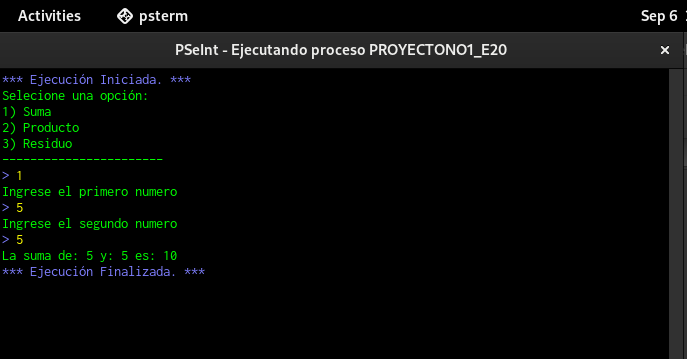 Activities psterm Sep 6
PSeInt - Ejecutando proceso PROYECTONO1_E20 ×
*** Ejecución Iniciada. ***
Selecione una opción:
1) Suma
2) Producto
3) Residuo
-----------------------
> 1
Ingrese el primero numero
> 5
Ingrese el segundo numero
> 5
La suma de: 5 y: 5 es: 10
*** Ejecución Finalizada. ***